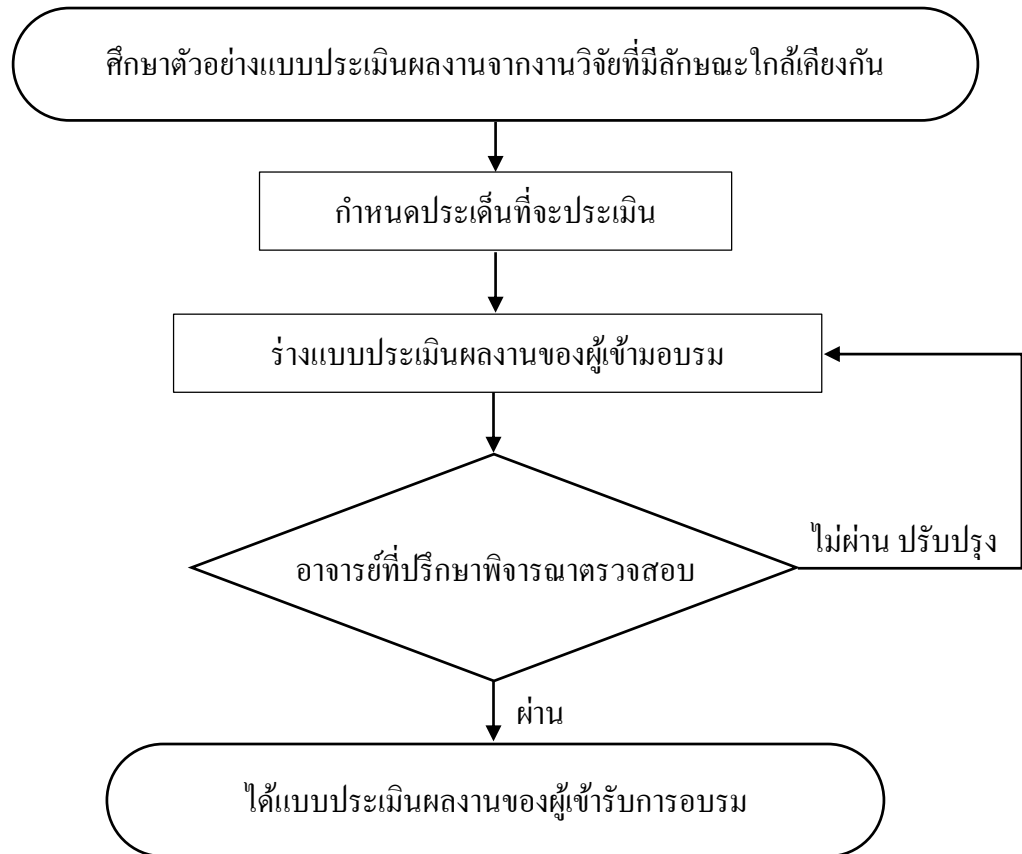 ศึกษาตัวอย่างแบบประเมินผลงานจากงานวิจัยที่มีลักษณะใกล้เคียงกัน
กำหนดประเด็นที่จะประเมิน
ร่างแบบประเมินผลงานของผู้เข้ามอบรม
ไม่ผ่าน ปรับปรุง
อาจารย์ที่ปรึกษาพิจารณาตรวจสอบ
ผ่าน
ได้แบบประเมินผลงานของผู้เข้ารับการอบรม